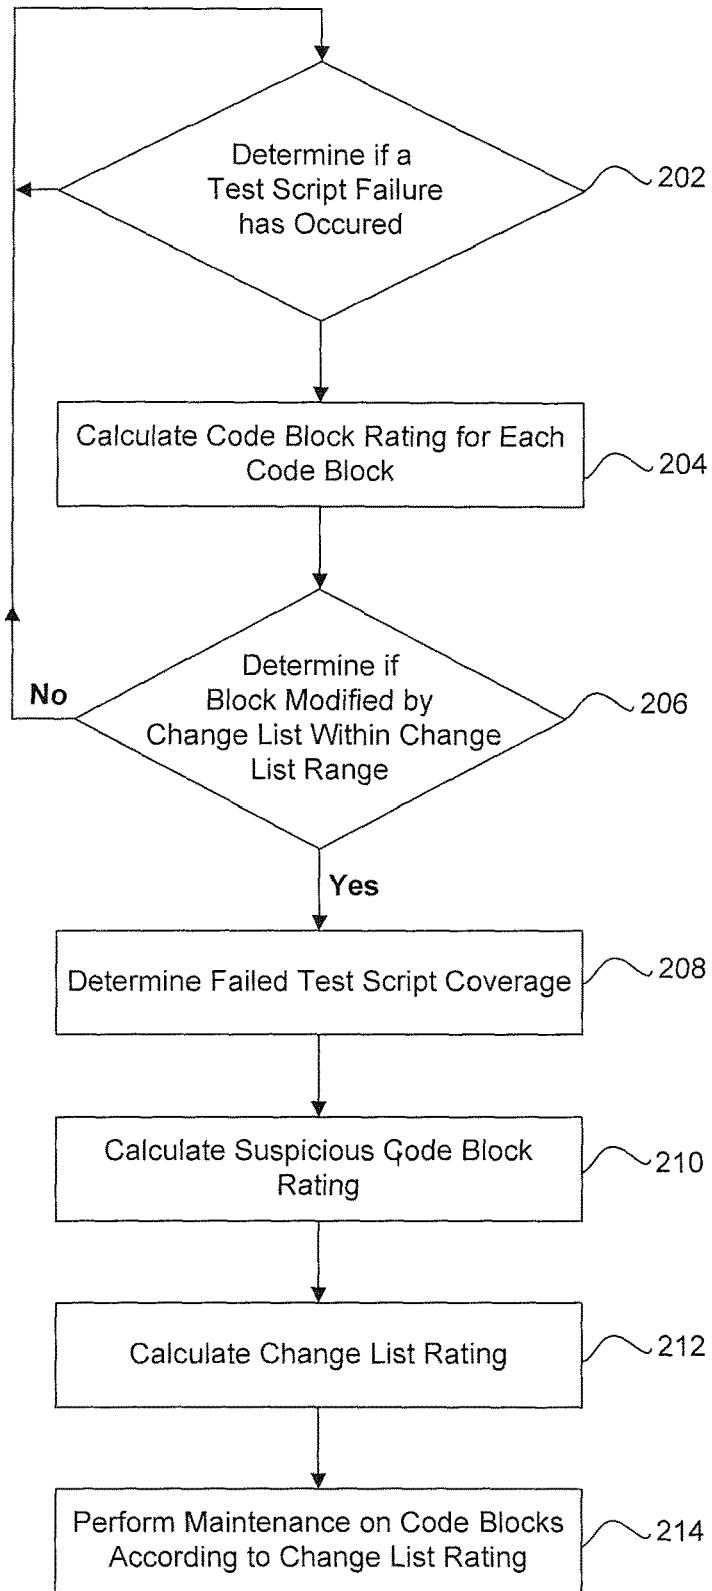 Determine if a
Test Script Failure
has Occured
202
Calculate Code Block Rating for Each
Code Block
204
Determine if
Block Modified by
Change List Within Change
List Range
206
No
Yes
Determine Failed Test Script Coverage
208
Calculate Suspicious Code Block
Rating
210
Calculate Change List Rating
212
Perform Maintenance on Code Blocks
According to Change List Rating
214